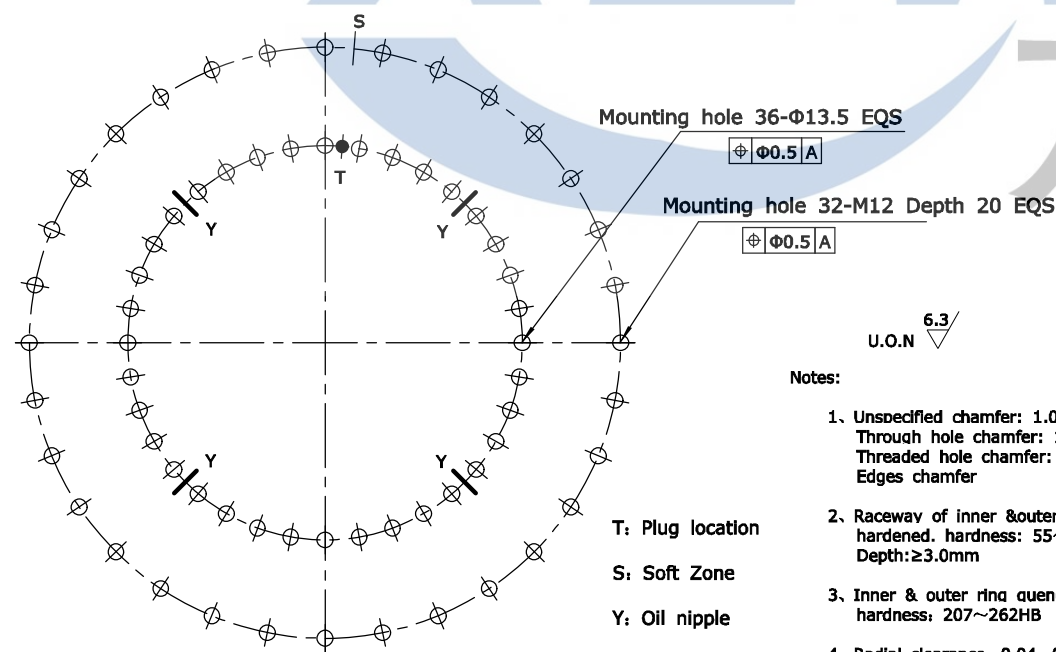 S
Mounting hole 36-Φ13.5 EQS
⌖ Φ0.5 A
T
Mounting hole 32-M12 Depth 20 EQS
Y
Y
⌖ Φ0.5 A
6.3
U.O.N
Notes:
1、Unspecified chamfer: 1.0
Through hole chamfer:
Threaded hole chamfer:
Edges chamfer
Y
Y
T: Plug location
2、Raceway of inner &outer
hardened. hardness: 55~
Depth:≥3.0mm
S: Soft Zone
3、Inner & outer ring quen
hardness: 207~262HB
Y: Oil nipple